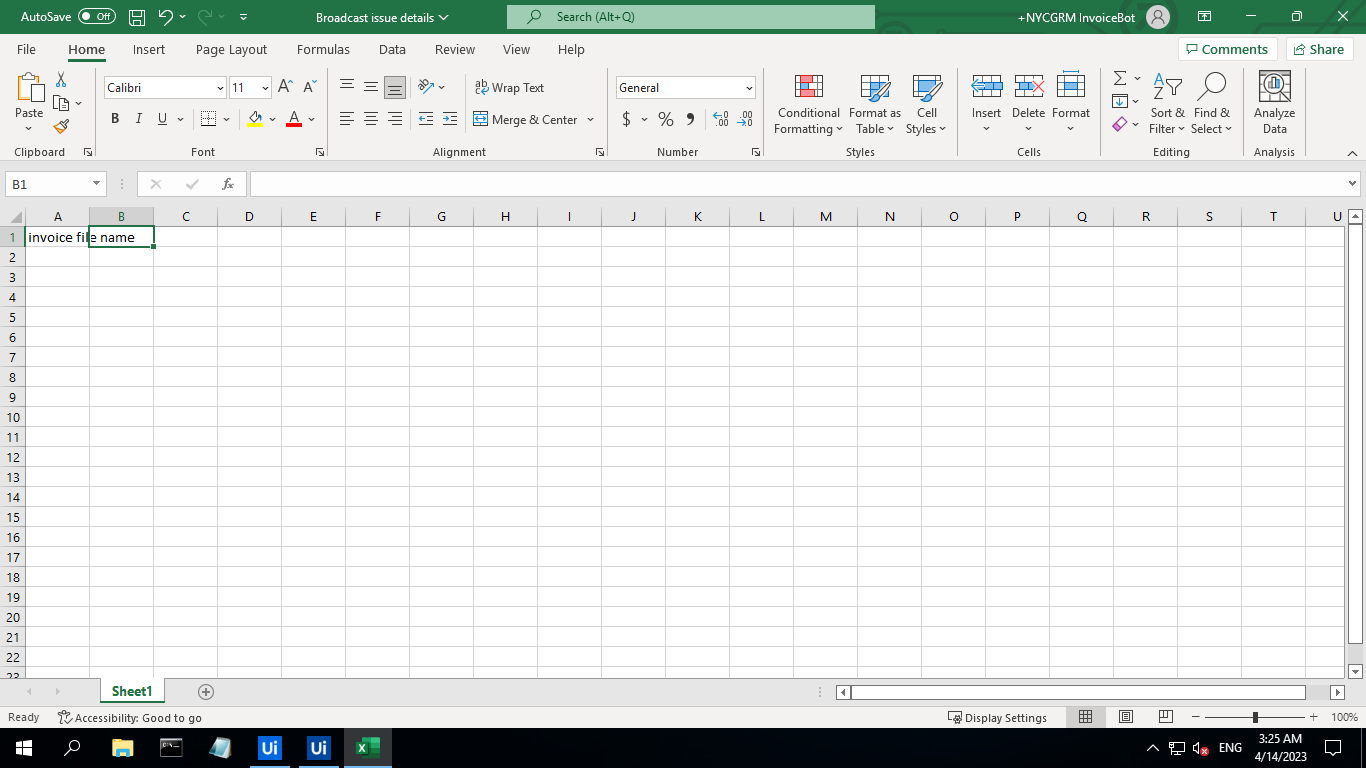 AutoSave Off Broadcast issue details Search (Alt+Q) +NYCGRM InvoiceBot
File Home Insert Page Layout Formulas Data Review View Help Comments Share
Calibri 11 Wrap Text General
Paste Conditional Formatting Format as Table Cell Styles Insert Delete Format Sort & Filter Find & Select Analyze Data
B I U A Merge & Center $ % ,
Clipboard Font Alignment Number Styles Cells Editing Analysis
B1 fx
A B C D E F G H I J K L M N O P Q R S T U
1 invoice file name
2
3
4
5
6
7
8
9
10
11
12
13
14
15
16
17
18
19
20
21
22
23
Sheet1
Ready Accessibility: Good to go Display Settings 100%
Ui Ui ENG 3:25 AM
4/14/2023